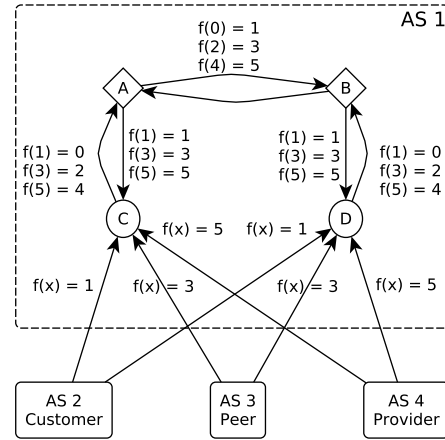 AS 1
f(0) = 1
f(2) = 3
f(4) = 5
A
B
f(1) = 0
f(3) = 2
f(5) = 4
f(1) = 1
f(3) = 3
f(5) = 5
f(1) = 1
f(3) = 3
f(5) = 5
f(1) = 0
f(3) = 2
f(5) = 4
C
D
f(x) = 5
f(x) = 1
f(x) = 1
f(x) = 3
f(x) = 3
f(x) = 5
AS 2
Customer
AS 3
Peer
AS 4
Provider